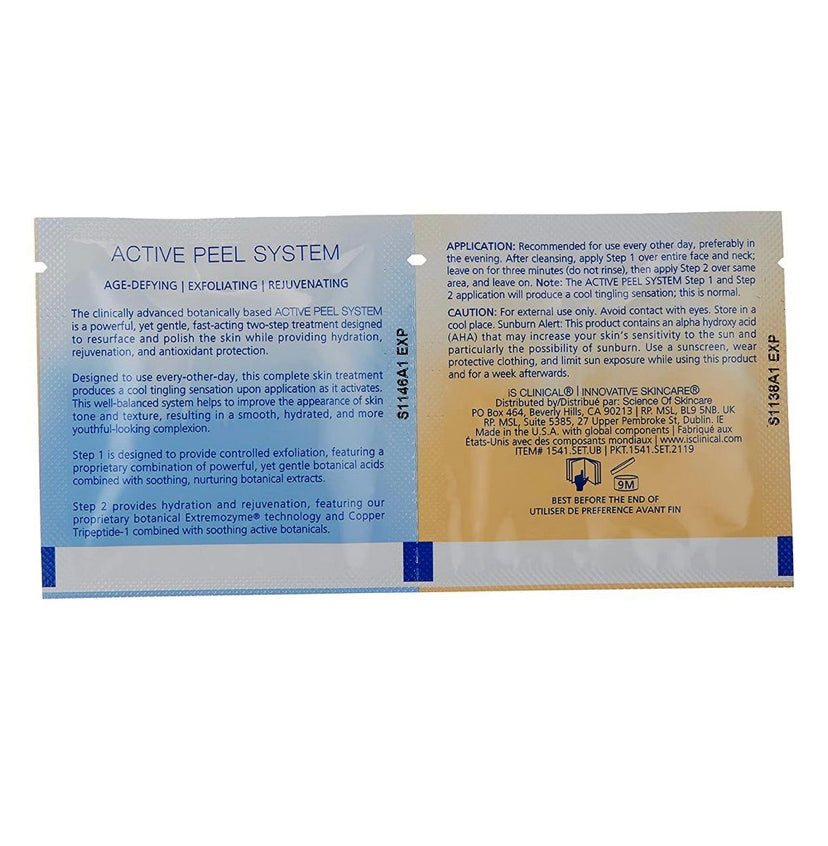 ACTIVE PEEL SYSTEM
AGE-DEFYING | EXFOLIATING | REJUVENATING
The clinically advanced botanically based ACTIVE PEEL SYSTEM
is a powerful, yet gentle, fast-acting two-step treatment designed
to resurface and polish the skin while providing hydration,
rejuvenation, and antioxidant protection.
Designed to use every-other-day, this complete skin treatment
produces a cool tingling sensation upon application as it activates.
This well-balanced system helps to improve the appearance of skin
tone and texture, resulting in a smooth, hydrated, and more
youthful-looking complexion.
Step 1 is designed to provide controlled exfoliation, featuring a
proprietary combination of powerful, yet gentle botanical acids
combined with soothing, nurturing botanical extracts.
Step 2 provides hydration and rejuvenation, featuring our
proprietary botanical Extremozyme® technology and Copper
Tripeptide-1 combined with soothing active botanicals.
S1146A1 EXP
APPLICATION: Recommended for use every other day, preferably in
the evening. After cleansing, apply Step 1 over entire face and neck;
leave on for three minutes (do not rinse), then apply Step 2 over same
area, and leave on. Note: The ACTIVE PEEL SYSTEM Step 1 and Step
2 application will produce a cool tingling sensation; this is normal.
CAUTION: For external use only. Avoid contact with eyes. Store in a
cool place. Sunburn Alert: This product contains an alpha hydroxy acid
(AHA) that may increase your skin's sensitivity to the sun and
particularly the possibility of sunburn. Use a sunscreen, wear
protective clothing, and limit sun exposure while using this product
and for a week afterwards.
iS CLINICAL® | INNOVATIVE SKINCARE®
Distributed by/Distribué par: Science Of Skincare
PO Box 464, Beverly Hills, CA 90213 | RP. MSL, BL9 5NB. UK
RP. MSL, Suite 5385, 27 Upper Pembroke St, Dublin. IE
Made in the U.S.A. with global components | Fabriqué aux
États-Unis avec des composants mondiaux | www.isclinical.com
ITEM# 1541.SET.UB | PKT.1541.SET.2119
9M
BEST BEFORE THE END OF
UTILISER DE PREFERENCE AVANT FIN
S1138A1 EXP